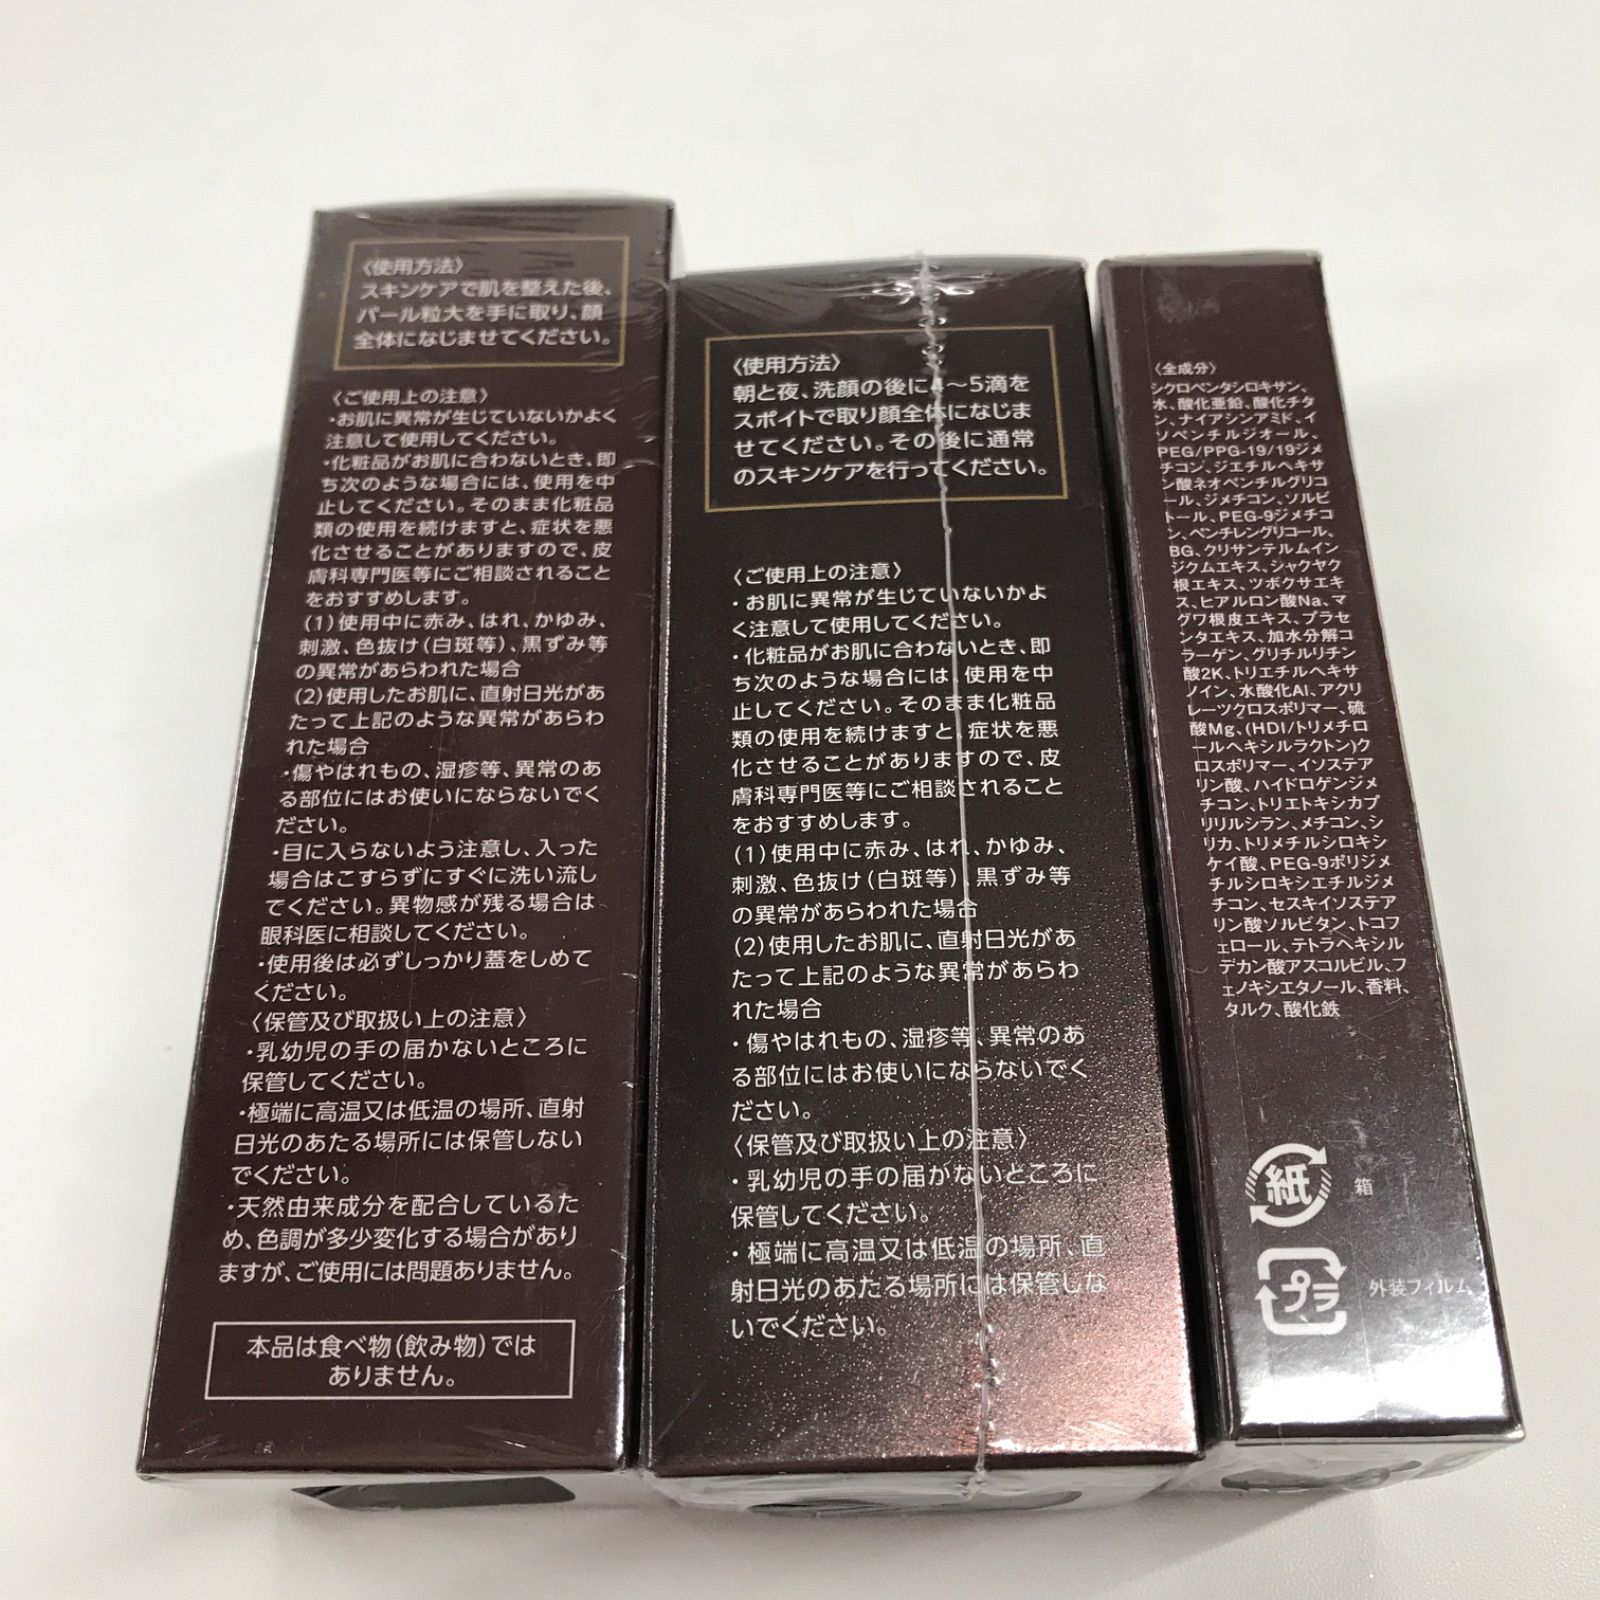 〈使用方法〉
スキンケアで肌を整えた後、
パール粒大を手に取り、顔
全体になじませてください。
〈ご使用上の注意〉
・お肌に異常が生じていないかよく
注意して使用してください。
・化粧品がお肌に合わないとき、即
ち次のような場合には、使用を中
止してください。そのまま化粧品
類の使用を続けますと、症状を悪
化させることがありますので、皮
膚科専門医等にご相談されること
をおすすめします。
(1)使用中に赤み、はれ、かゆみ、
刺激、色抜け(白斑等)、黒ずみ等
の異常があらわれた場合
(2)使用したお肌に、直射日光があ
たって上記のような異常があらわ
れた場合
・傷やはれもの、湿疹等、異常のあ
る部位にはお使いにならないでく
ださい。
・目に入らないよう注意し、入った
場合はこすらずにすぐに洗い流し
てください。異物感が残る場合は
眼科医に相談してください。
・使用後は必ずしっかり蓋をしめて
ください。
〈保管及び取扱い上の注意〉
・乳幼児の手の届かないところに
保管してください。
・極端に高温又は低温の場所、直射
日光のあたる場所には保管しない
でください。
・天然由来成分を配合しているた
め、色調が多少変化する場合があり
ますが、ご使用には問題ありません。
本品は食べ物(飲み物)では
ありません。
〈使用方法〉
朝と夜、洗顔の後に4〜5滴を
スポイトで取り顔全体になじま
せてください。その後に通常
のスキンケアを行ってください。
〈ご使用上の注意〉
・お肌に異常が生じていないかよ
く注意して使用してください。
・化粧品がお肌に合わないとき、即
ち次のような場合には、使用を中
止してください。そのまま化粧品
類の使用を続けますと、症状を悪
化させることがありますので、皮
膚科専門医等にご相談されること
をおすすめします。
(1)使用中に赤み、はれ、かゆみ、
刺激、色抜け(白斑等)、黒ずみ等
の異常があらわれた場合
(2)使用したお肌に、直射日光があ
たって上記のような異常があらわ
れた場合
・傷やはれもの、湿疹等、異常のあ
る部位にはお使いにならないでく
ださい。
〈保管及び取扱い上の注意〉
・乳幼児の手の届かないところに
保管してください。
・極端に高温又は低温の場所、直
射日光のあたる場所には保管しな
いでください。
〈全成分〉
シクロペンタシロキサン、
水、酸化亜鉛、酸化チタ
ン、ナイアシンアミド、イ
ソペンチルジオール、
PEG/PPG-19/19ジメ
チコン、ジエチルヘキサ
ン酸ネオペンチルグリコ
ール、ジメチコン、ソルビ
トール、PEG-9ジメチコ
ン、ペンチレングリコール、
BG、クリサンテルムイン
ジクムエキス、シャクヤク
根エキス、ツボクサエキ
ス、ヒアルロン酸Na、マ
グワ根皮エキス、プラセ
ンタエキス、加水分解コ
ラーゲン、グリチルリチン
酸2K、トリエチルヘキサ
ノイン、水酸化Al、アクリ
レーツクロスポリマー、硫
酸Mg、(HDI/トリメチロ
ールヘキシルラクトン)ク
ロスポリマー、イソステア
リン酸、ハイドロゲンジメ
チコン、トリエトキシカプ
リリルシラン、メチコン、シ
リカ、トリメチルシロキシ
ケイ酸、PEG-9ポリジメ
チルシロキシエチルジメ
チコン、セスキイソステア
リン酸ソルビタン、トコフ
ェロール、テトラヘキシル
デカン酸アスコルビル、フ
ェノキシエタノール、香料、
タルク、酸化鉄
紙 箱
プラ 外装フィルム